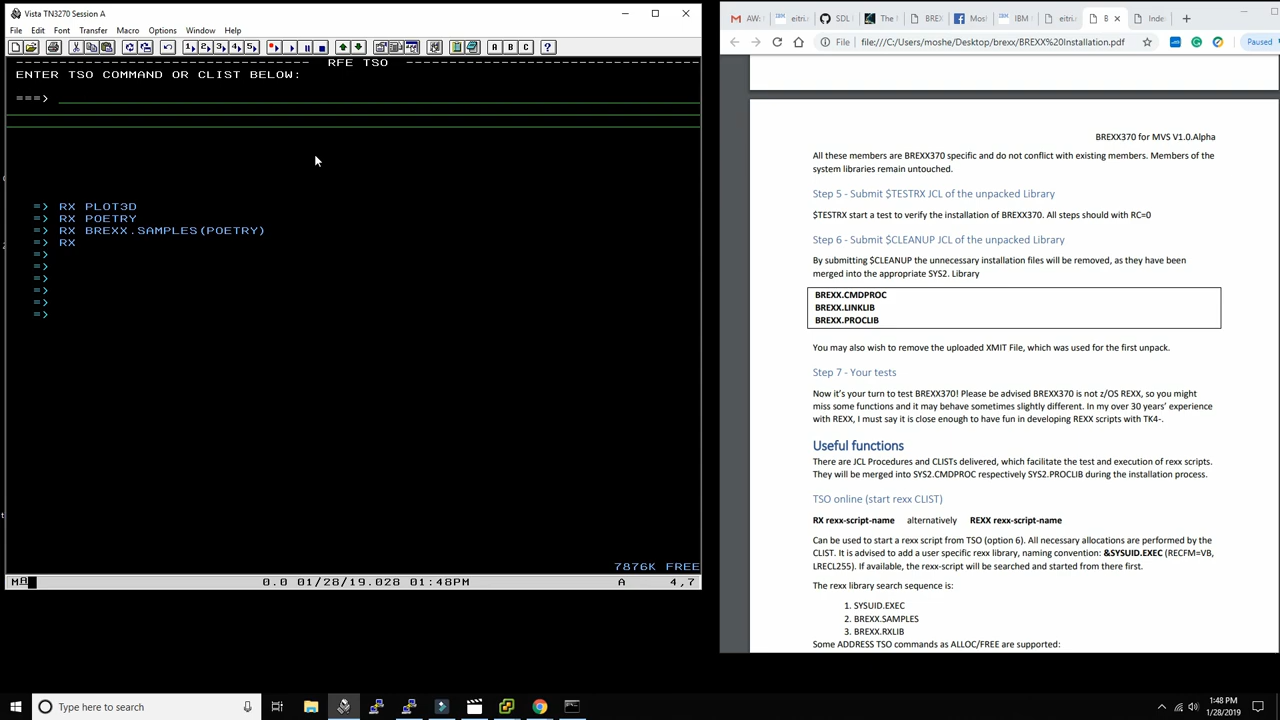 Vista TN3270 Session A
File Edit Font Transfer Macro Options Window Help
A B C
RFE TSO
ENTER TSO COMMAND OR CLIST BELOW:
===>
=> RX PLOT3D
=> RX POETRY
=> RX BREXX.SAMPLES(POETRY)
=> RX
=>
=>
=>
=>
=>
=>
7876K FREE
0.0 01/28/19.028 01:48PM A 4,7
eitri.
SDL
The H
BRE
Mosh
IBM
eitri.
B
Inde
File file:///C:/Users/moshe/Desktop/brexx/BREXX%20Installation.pdf
Paused
BREXX370 for MVS V1.0.Alpha
All these members are BREXX370 specific and do not conflict with existing members. Members of the
system libraries remain untouched.
Step 5 - Submit $TESTRX JCL of the unpacked Library
$TESTRX start a test to verify the installation of BREXX370. All steps should with RC=0
Step 6 - Submit $CLEANUP JCL of the unpacked Library
By submitting $CLEANUP the unnecessary installation files will be removed, as they have been
merged into the appropriate SYS2. Library
BREXX.CMDPROC
BREXX.LINKLIB
BREXX.PROCLIB
You may also wish to remove the uploaded XMIT File, which was used for the first unpack.
Step 7 - Your tests
Now it's your turn to test BREXX370! Please be advised BREXX370 is not z/OS REXX, so you might
miss some functions and it may behave sometimes slightly different. In my over 30 years' experience
with REXX, I must say it is close enough to have fun in developing REXX scripts with TK4-.
Useful functions
There are JCL Procedures and CLISTs delivered, which facilitate the test and execution of rexx scripts.
They will be merged into SYS2.CMDPROC respectively SYS2.PROCLIB during the installation process.
TSO online (start rexx CLIST)
RX rexx-script-name alternatively REXX rexx-script-name
Can be used to start a rexx script from TSO (option 6). All necessary allocations are performed by the
CLIST. It is advised to add a user specific rexx library, naming convention: &SYSUID.EXEC (RECFM=VB,
LRECL255). If available, the rexx-script will be searched and started from there first.
The rexx library search sequence is:
1. SYSUID.EXEC
2. BREXX.SAMPLES
3. BREXX.RXLIB
Some ADDRESS TSO commands as ALLOC/FREE are supported:
Type here to search
1:48 PM
1/28/2019